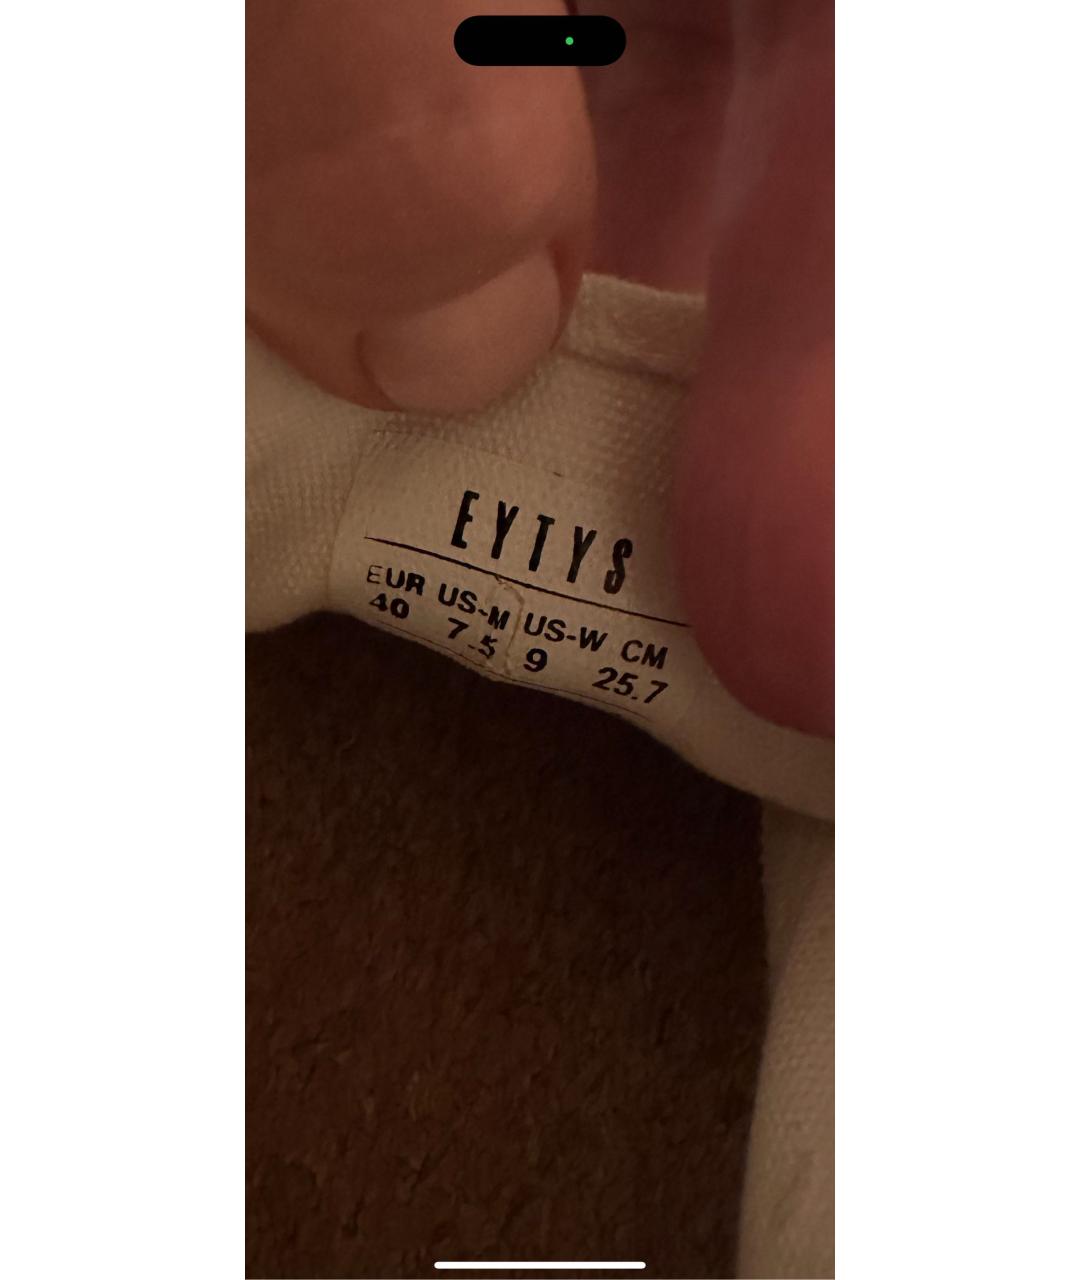 EYTYS
EUR US-M US-W CM
40 7.5 9 25.7